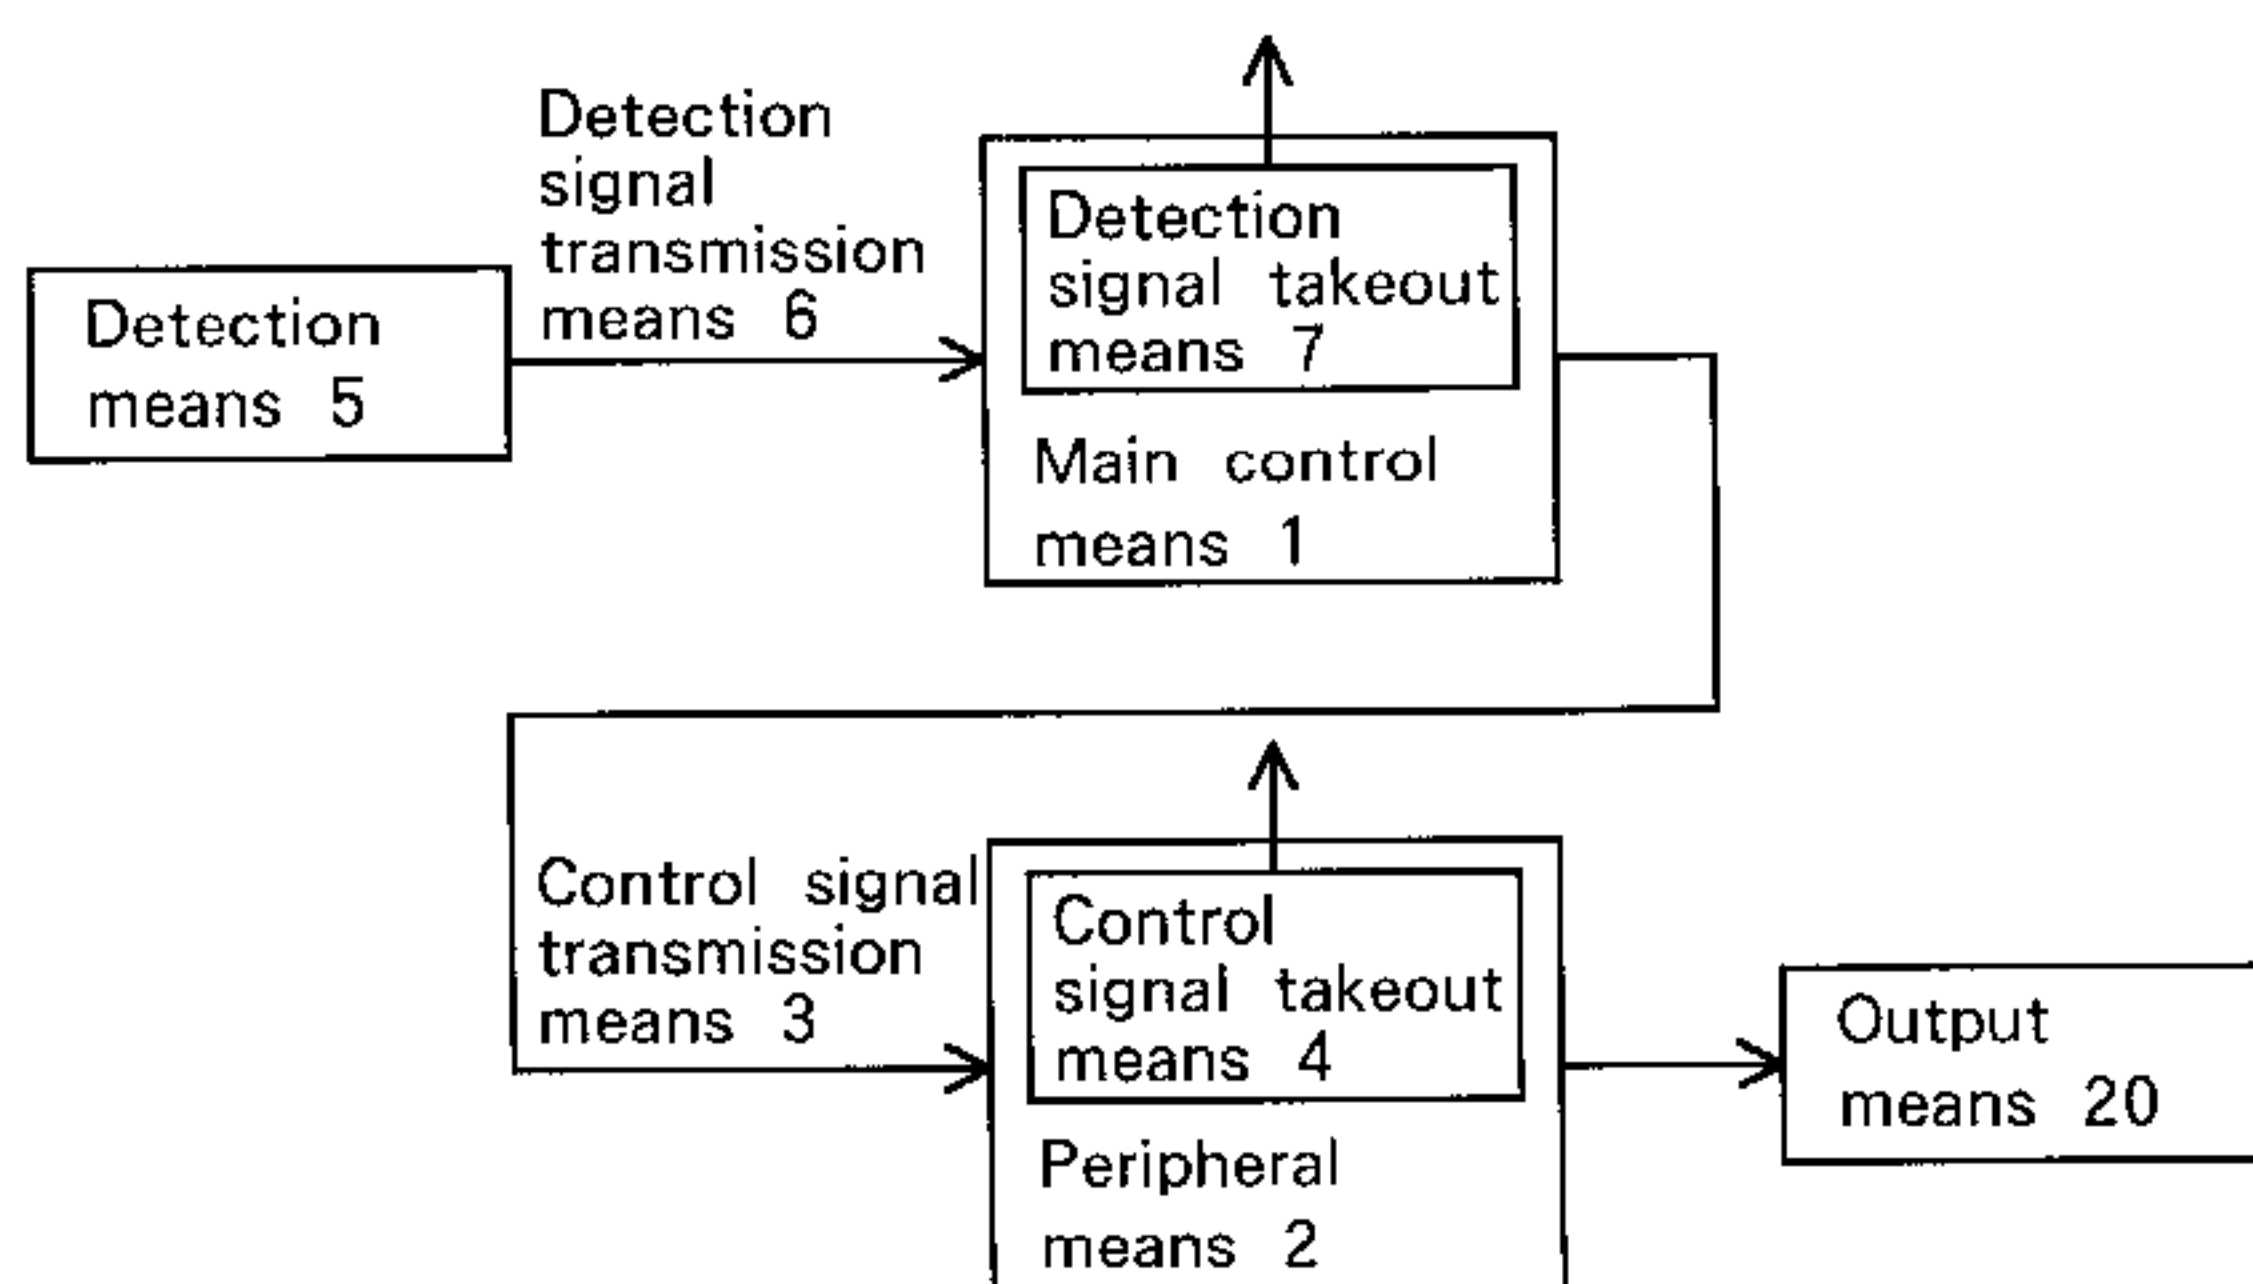 Detection
means 5
Detection
signal
transmission
means 6
Detection
signal takeout
means 7
Main control
means 1
Control signal
transmission
means 3
Control
signal takeout
means 4
Peripheral
means 2
Output
means 20